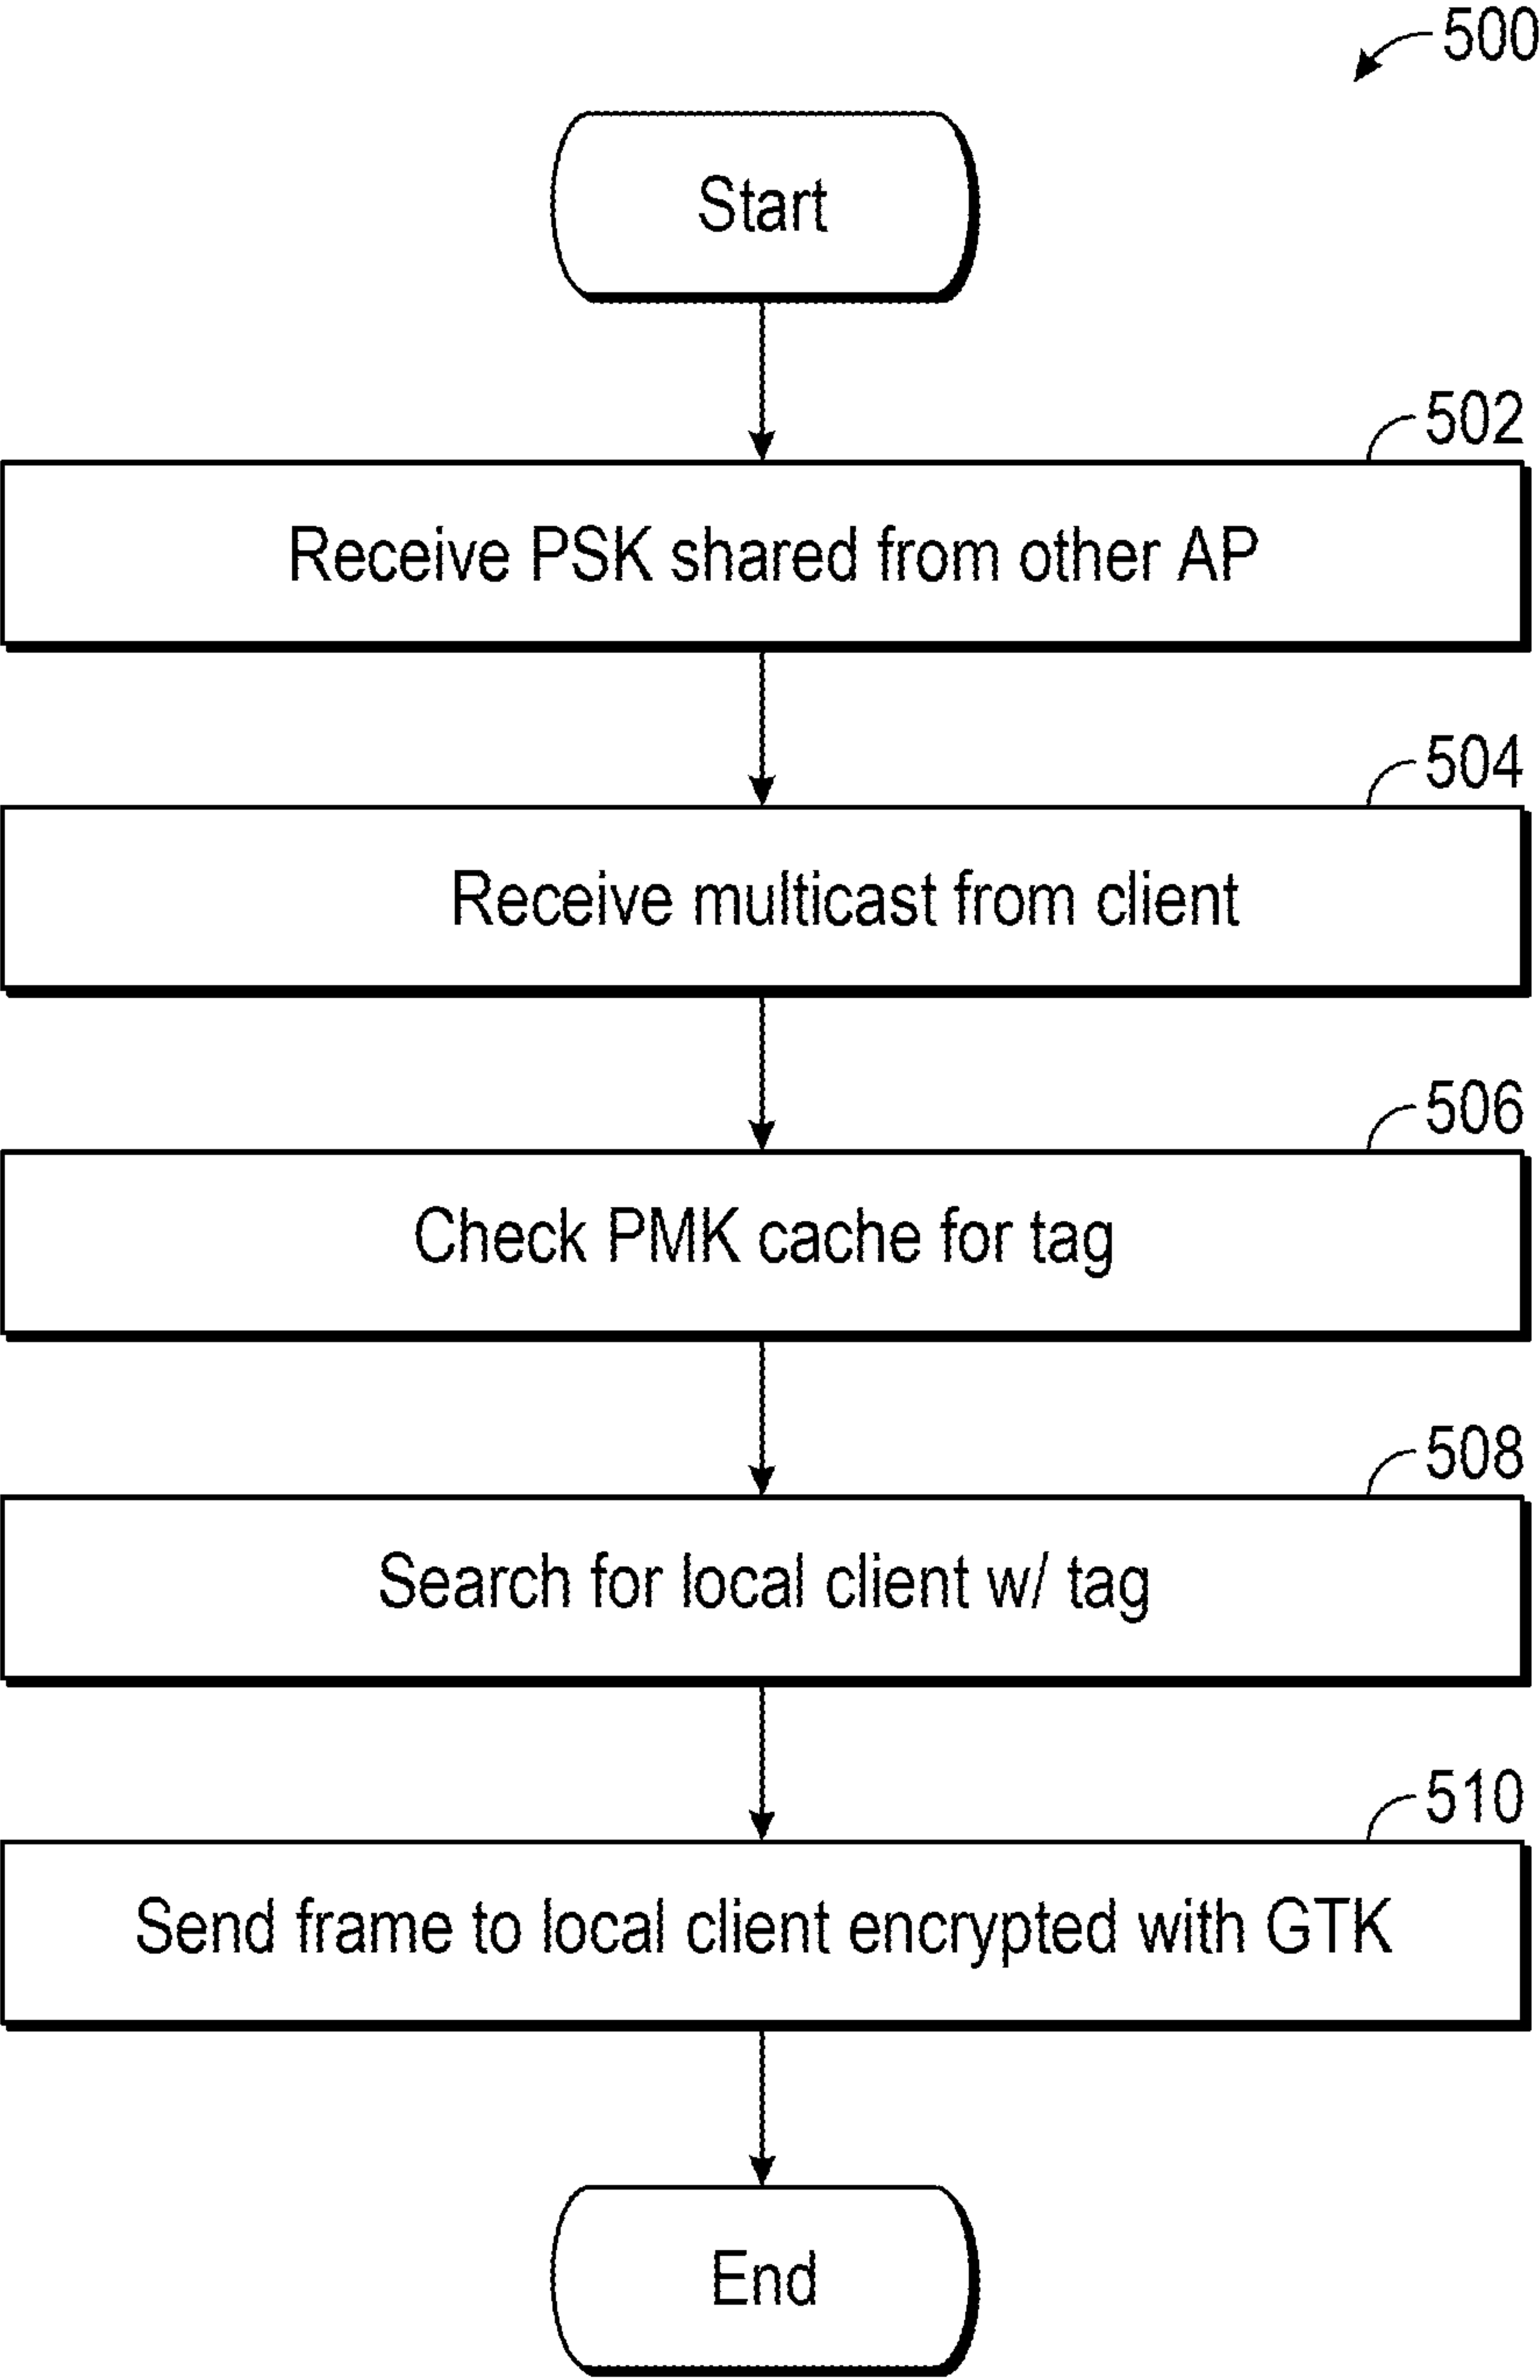 500
Start
502
Receive PSK shared from other AP
504
Receive multicast from client
506
Check PMK cache for tag
508
Search for local client w/ tag
510
Send frame to local client encrypted with GTK
End